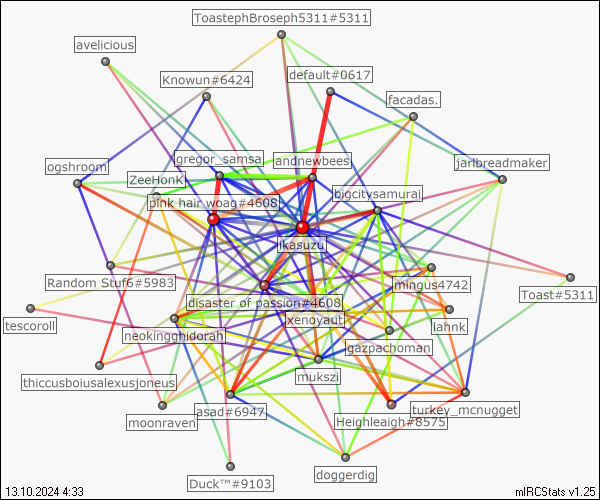 ToastephBroseph5311#5311
avelicious
default#0617
Knowun#6424
facadas.
gregor_samsa
andnewbees
jarlbreadmaker
ogshroom
ZeeHonK
bigcitysamurai
pink hair woag#4608
ikasuzu
Random Stuf6#5983
mingus4742
Toast#5311
disaster of passion#4608
tescoroll
xenoyaut
lahnk
neokingghidorah
gazpachoman
mukszi
thiccusboiusalexusjoneus
moonraven
asad#6947
turkey_mcnugget
Heighleaigh#8575
doggerdig
Duck™#9103
13.10.2024 4:33
mIRCStats v1.25